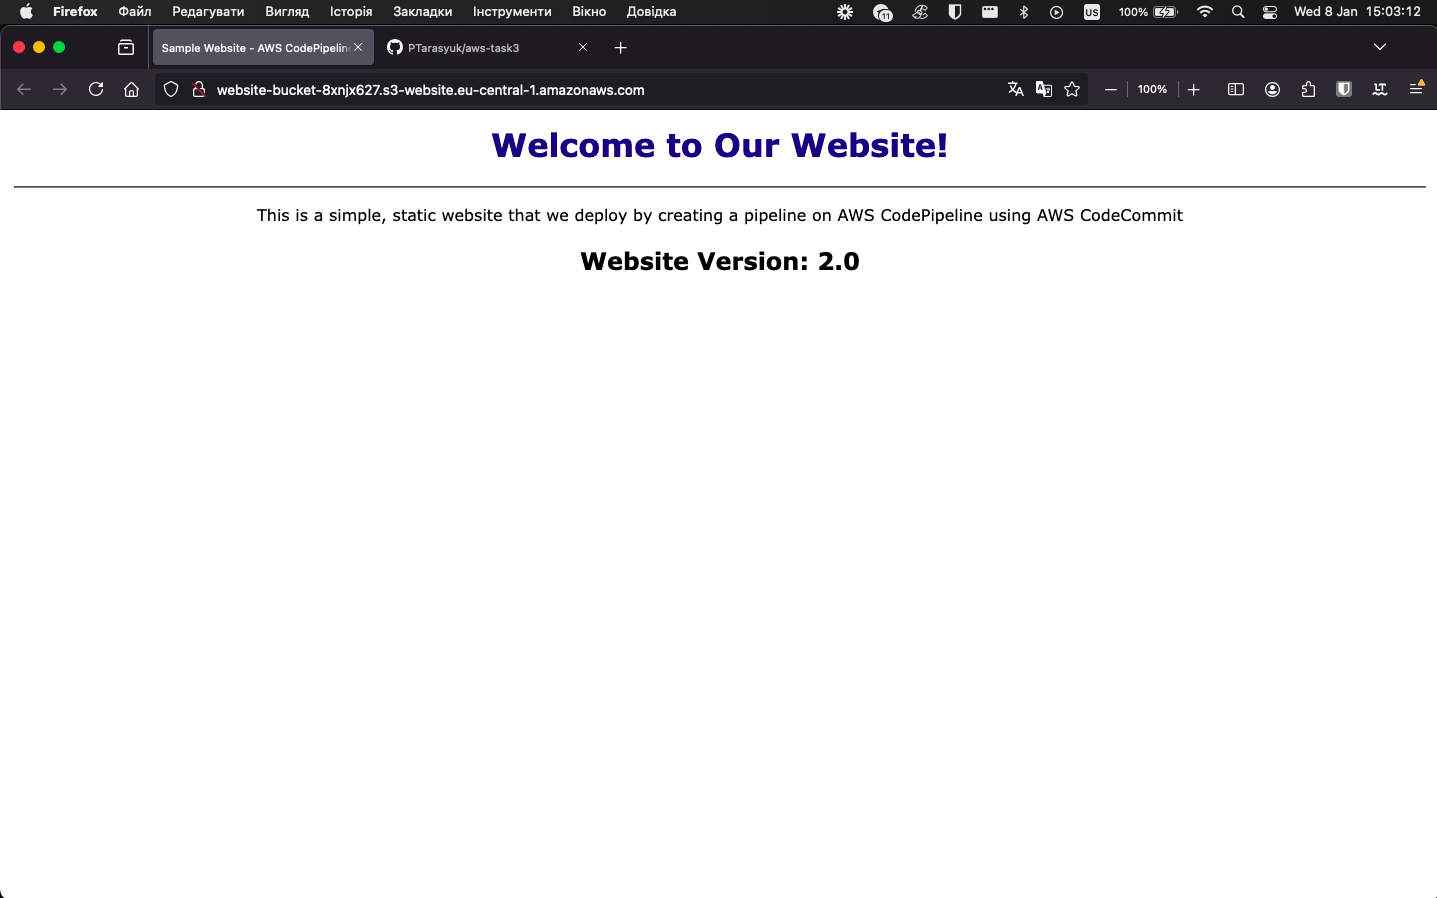 Firefox Файл Редагувати Вигляд Історія Закладки Інструменти Вікно Довідка 11 US 100% Wed 8 Jan 15:03:12
Sample Website - AWS CodePipelin PTarasyuk/aws-task3
website-bucket-8xnjx627.s3-website.eu-central-1.amazonaws.com 100%
Welcome to Our Website!
This is a simple, static website that we deploy by creating a pipeline on AWS CodePipeline using AWS CodeCommit
Website Version: 2.0